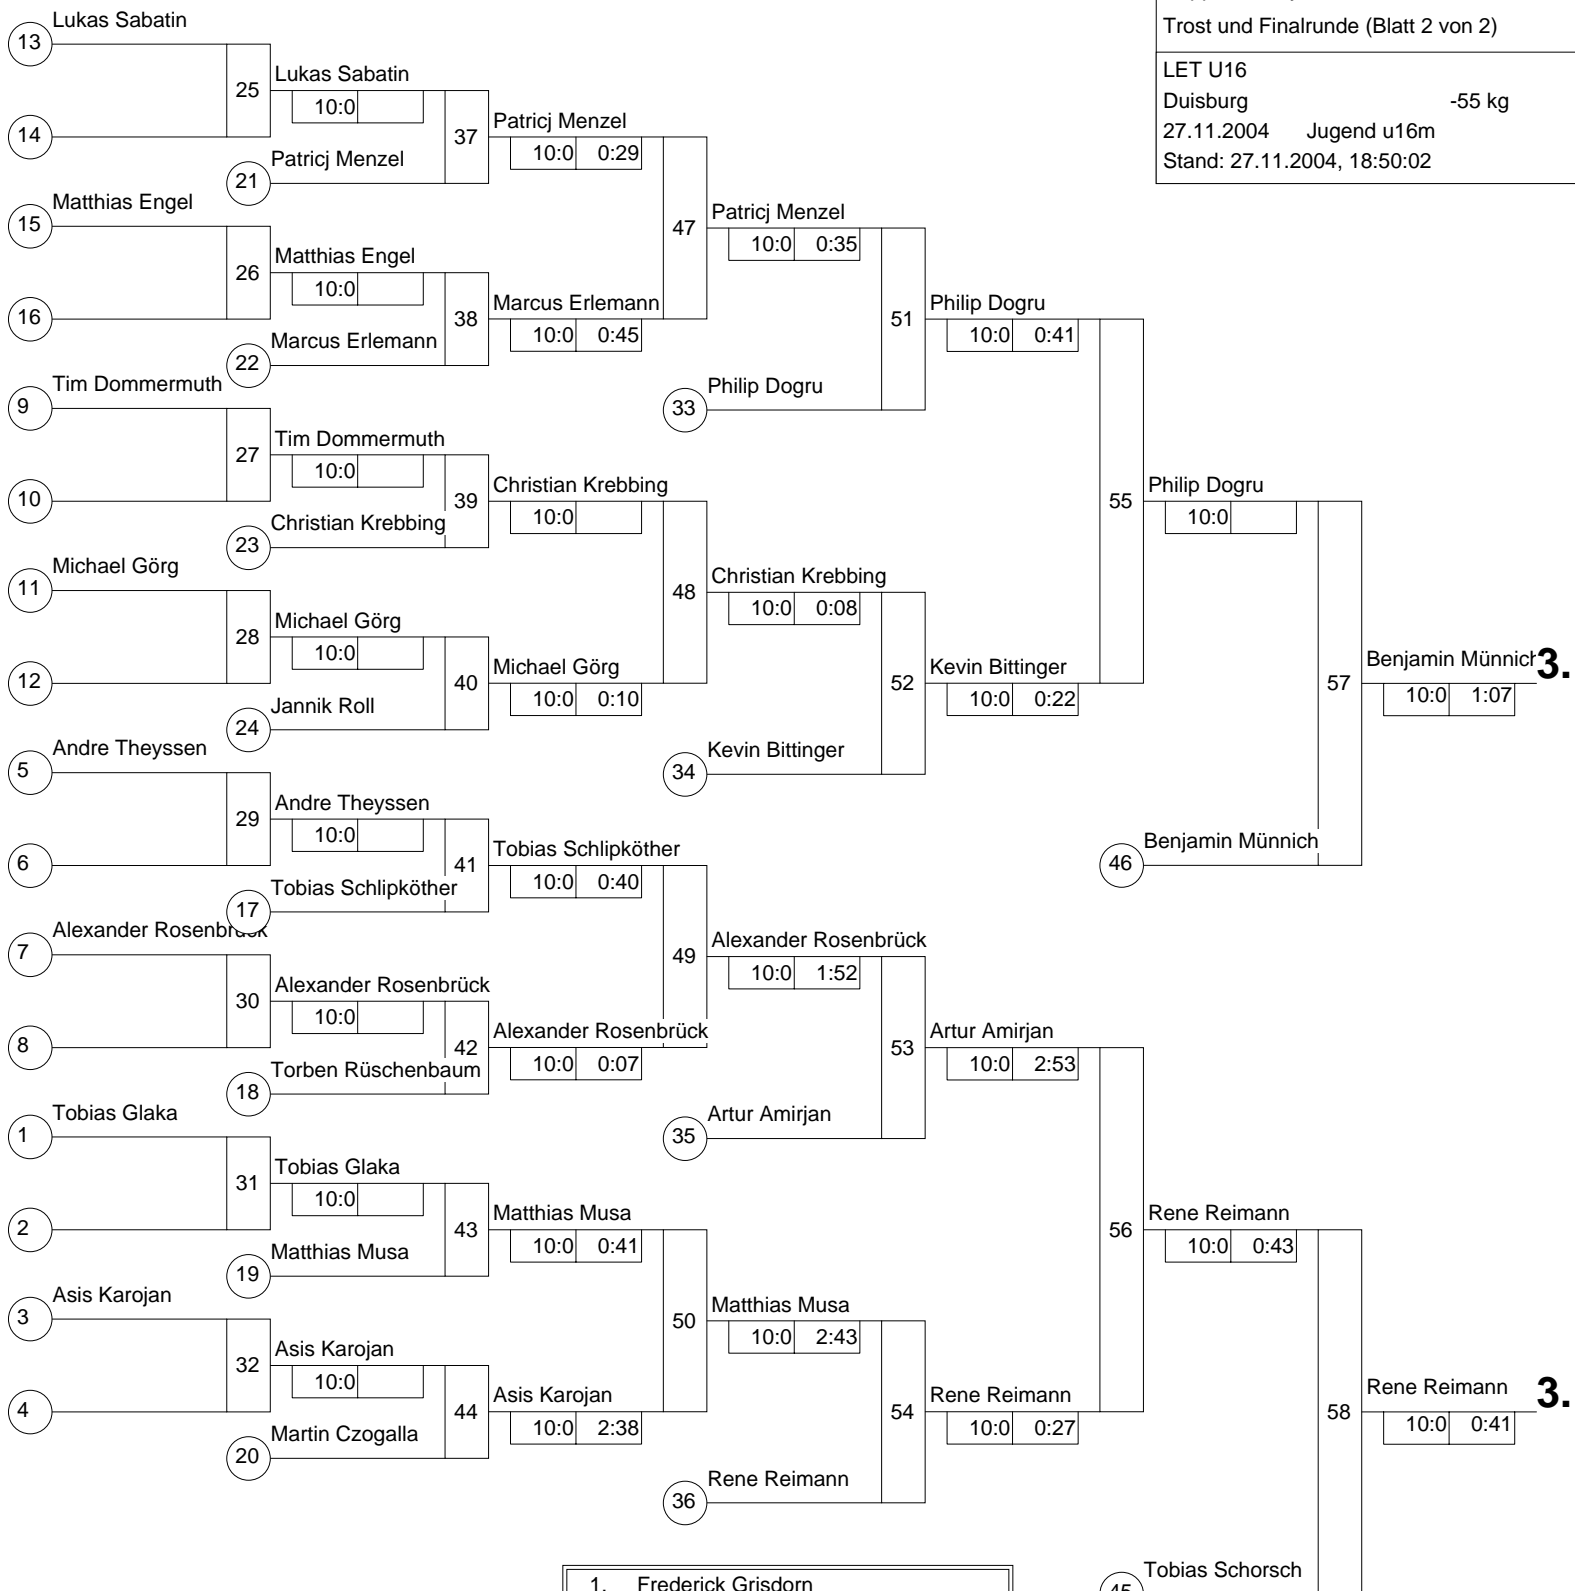 Trost und Finalrunde (Blatt 2 von 2)
LET U16
Duisburg -55 kg
27.11.2004 Jugend u16m
Stand: 27.11.2004, 18:50:02
13 Lukas Sabatin
14
25 Lukas Sabatin
10:0
21 Patricj Menzel
37 Patricj Menzel
10:0 0:29
15 Matthias Engel
16
26 Matthias Engel
10:0
22 Marcus Erlemann
38 Marcus Erlemann
10:0 0:45
47 Patricj Menzel
10:0 0:35
33 Philip Dogru
51 Philip Dogru
10:0 0:41
9 Tim Dommermuth
10
27 Tim Dommermuth
10:0
23 Christian Krebbing
39 Christian Krebbing
10:0
11 Michael Görg
12
28 Michael Görg
10:0
24 Jannik Roll
40 Michael Görg
10:0 0:10
48 Christian Krebbing
10:0 0:08
34 Kevin Bittinger
52 Kevin Bittinger
10:0 0:22
55 Philip Dogru
10:0
46 Benjamin Münnich
57 Benjamin Münnich 3.
10:0 1:07
5 Andre Theyssen
6
29 Andre Theyssen
10:0
17 Tobias Schlipköther
41 Tobias Schlipköther
10:0 0:40
7 Alexander Rosenbrück
8
30 Alexander Rosenbrück
10:0
18 Torben Rüschenbaum
42 Alexander Rosenbrück
10:0 0:07
49 Alexander Rosenbrück
10:0 1:52
35 Artur Amirjan
53 Artur Amirjan
10:0 2:53
1 Tobias Glaka
2
31 Tobias Glaka
10:0
19 Matthias Musa
43 Matthias Musa
10:0 0:41
3 Asis Karojan
4
32 Asis Karojan
10:0
20 Martin Czogalla
44 Asis Karojan
10:0 2:38
50 Matthias Musa
10:0 2:43
36 Rene Reimann
54 Rene Reimann
10:0 0:27
56 Rene Reimann
10:0 0:43
45 Tobias Schorsch
58 Rene Reimann 3.
10:0 0:41
1. Frederick Grisdorn